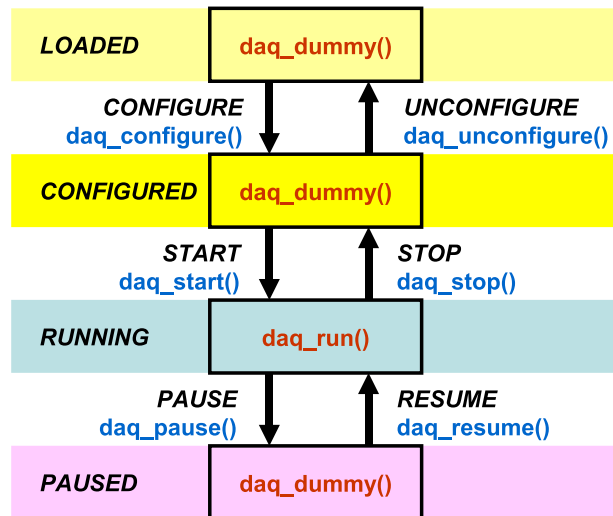 LOADED daq_dummy()
CONFIGURE UNCONFIGURE
daq_configure() daq_unconfigure()
CONFIGURED daq_dummy()
START STOP
daq_start() daq_stop()
RUNNING daq_run()
PAUSE RESUME
daq_pause() daq_resume()
PAUSED daq_dummy()